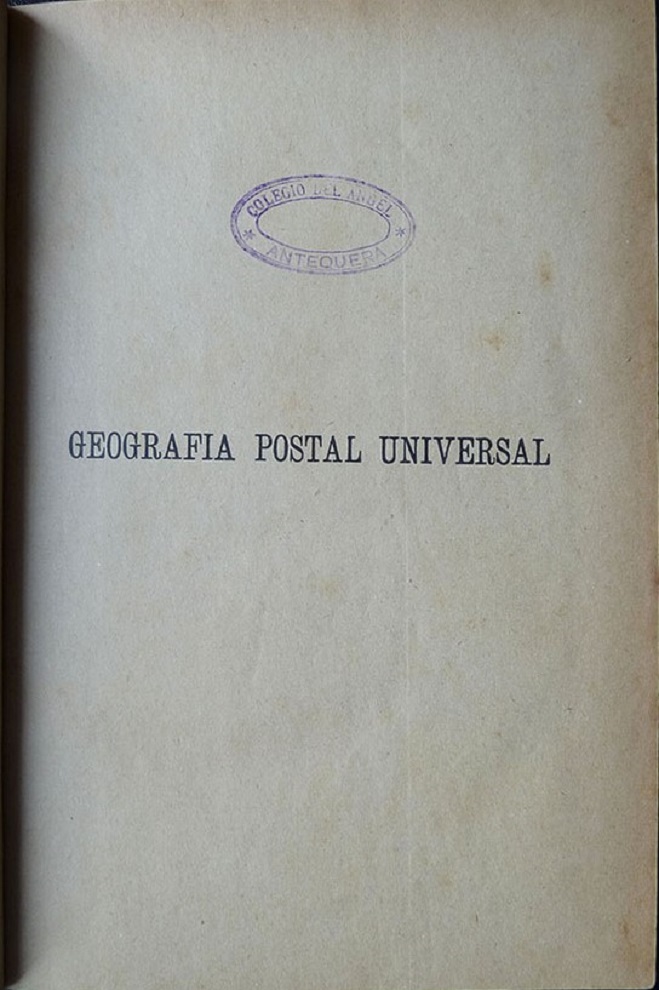 COLEGIO DEL ANGEL
* ANTEQUERA *
GEOGRAFIA POSTAL UNIVERSAL